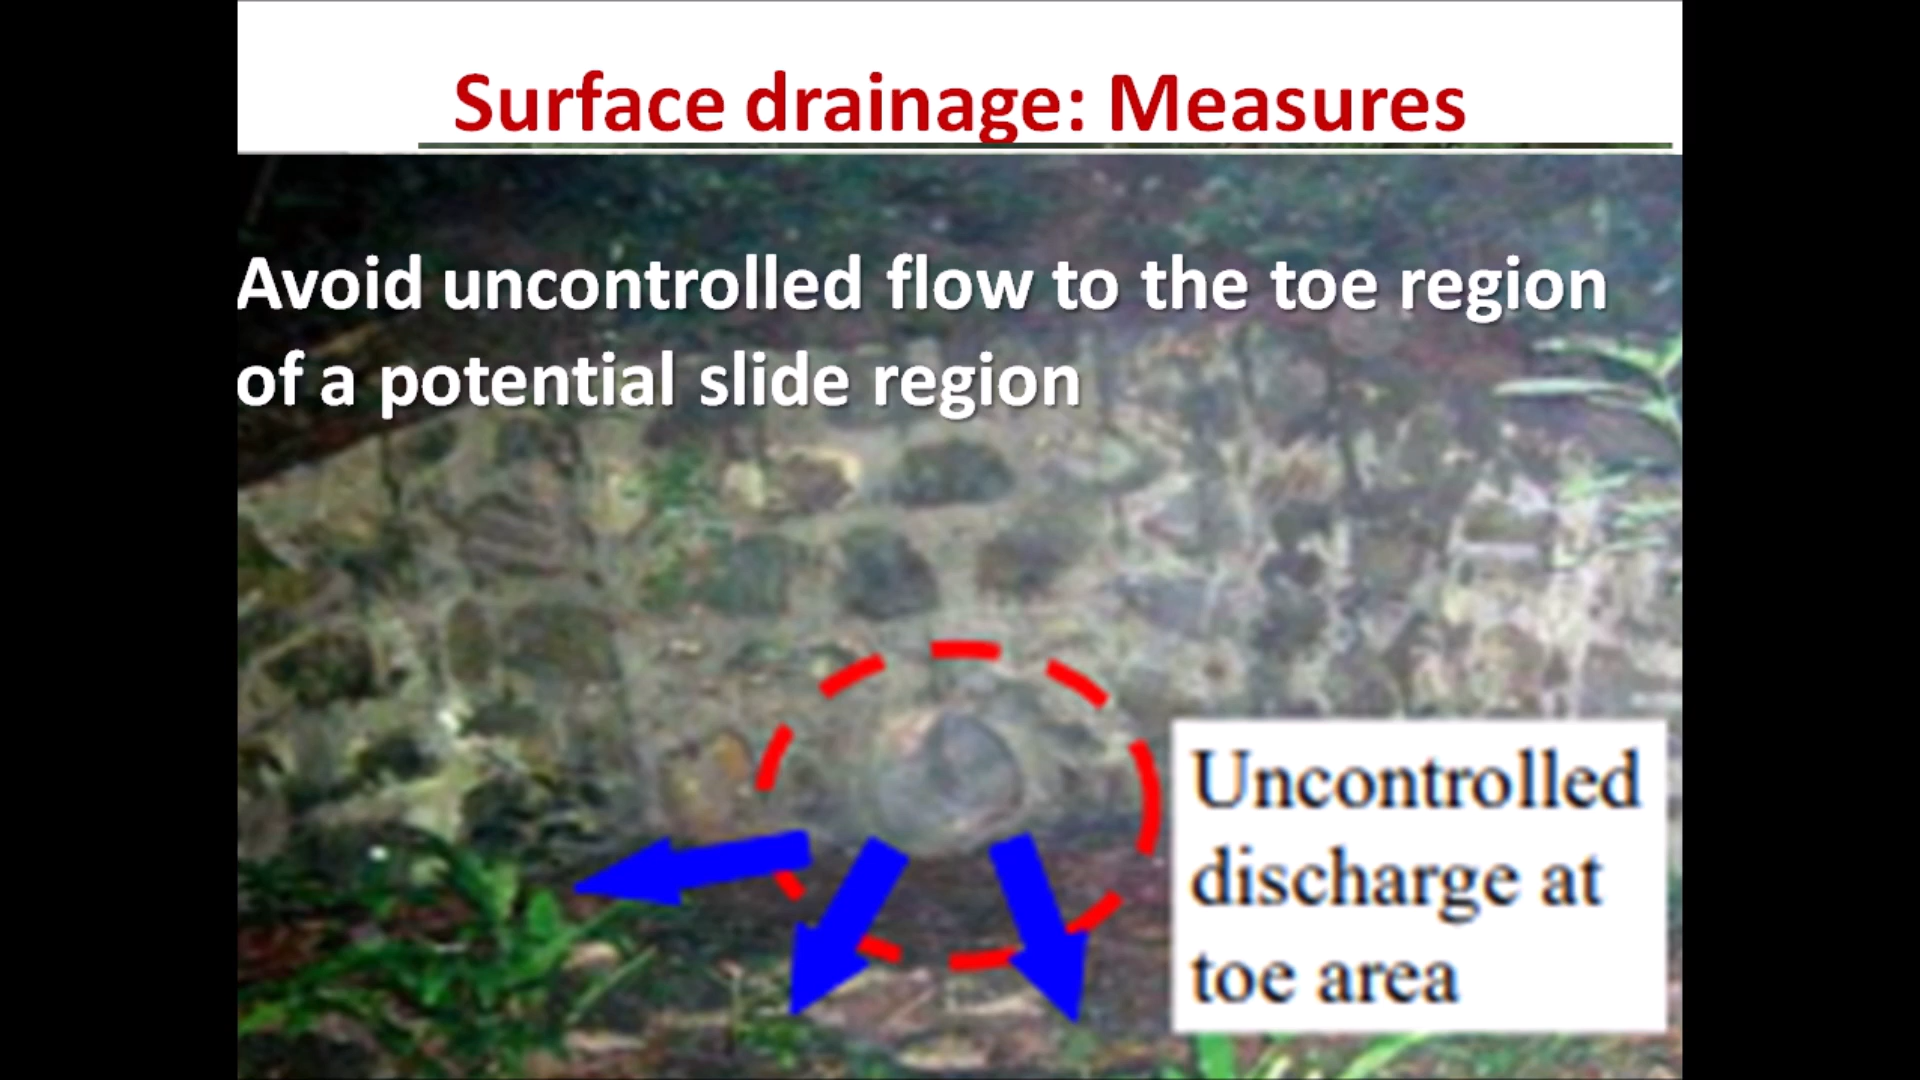 Surface drainage: Measures
Avoid uncontrolled flow to the toe region
of a potential slide region
Uncontrolled
discharge at
toe area